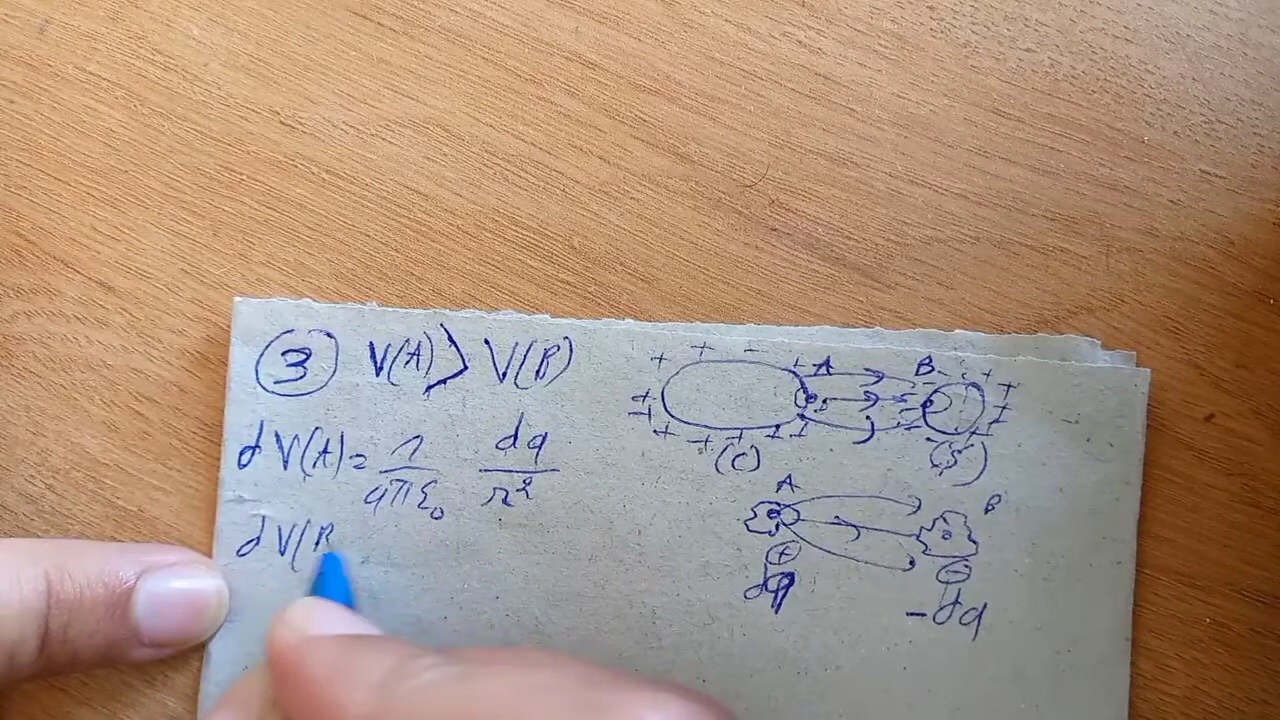 ③ V(A) > V(B)
dV(A) = 1/4πε₀ dq/r²
dV(B
A B
(C) (S)
A B
+ -
dq -dq